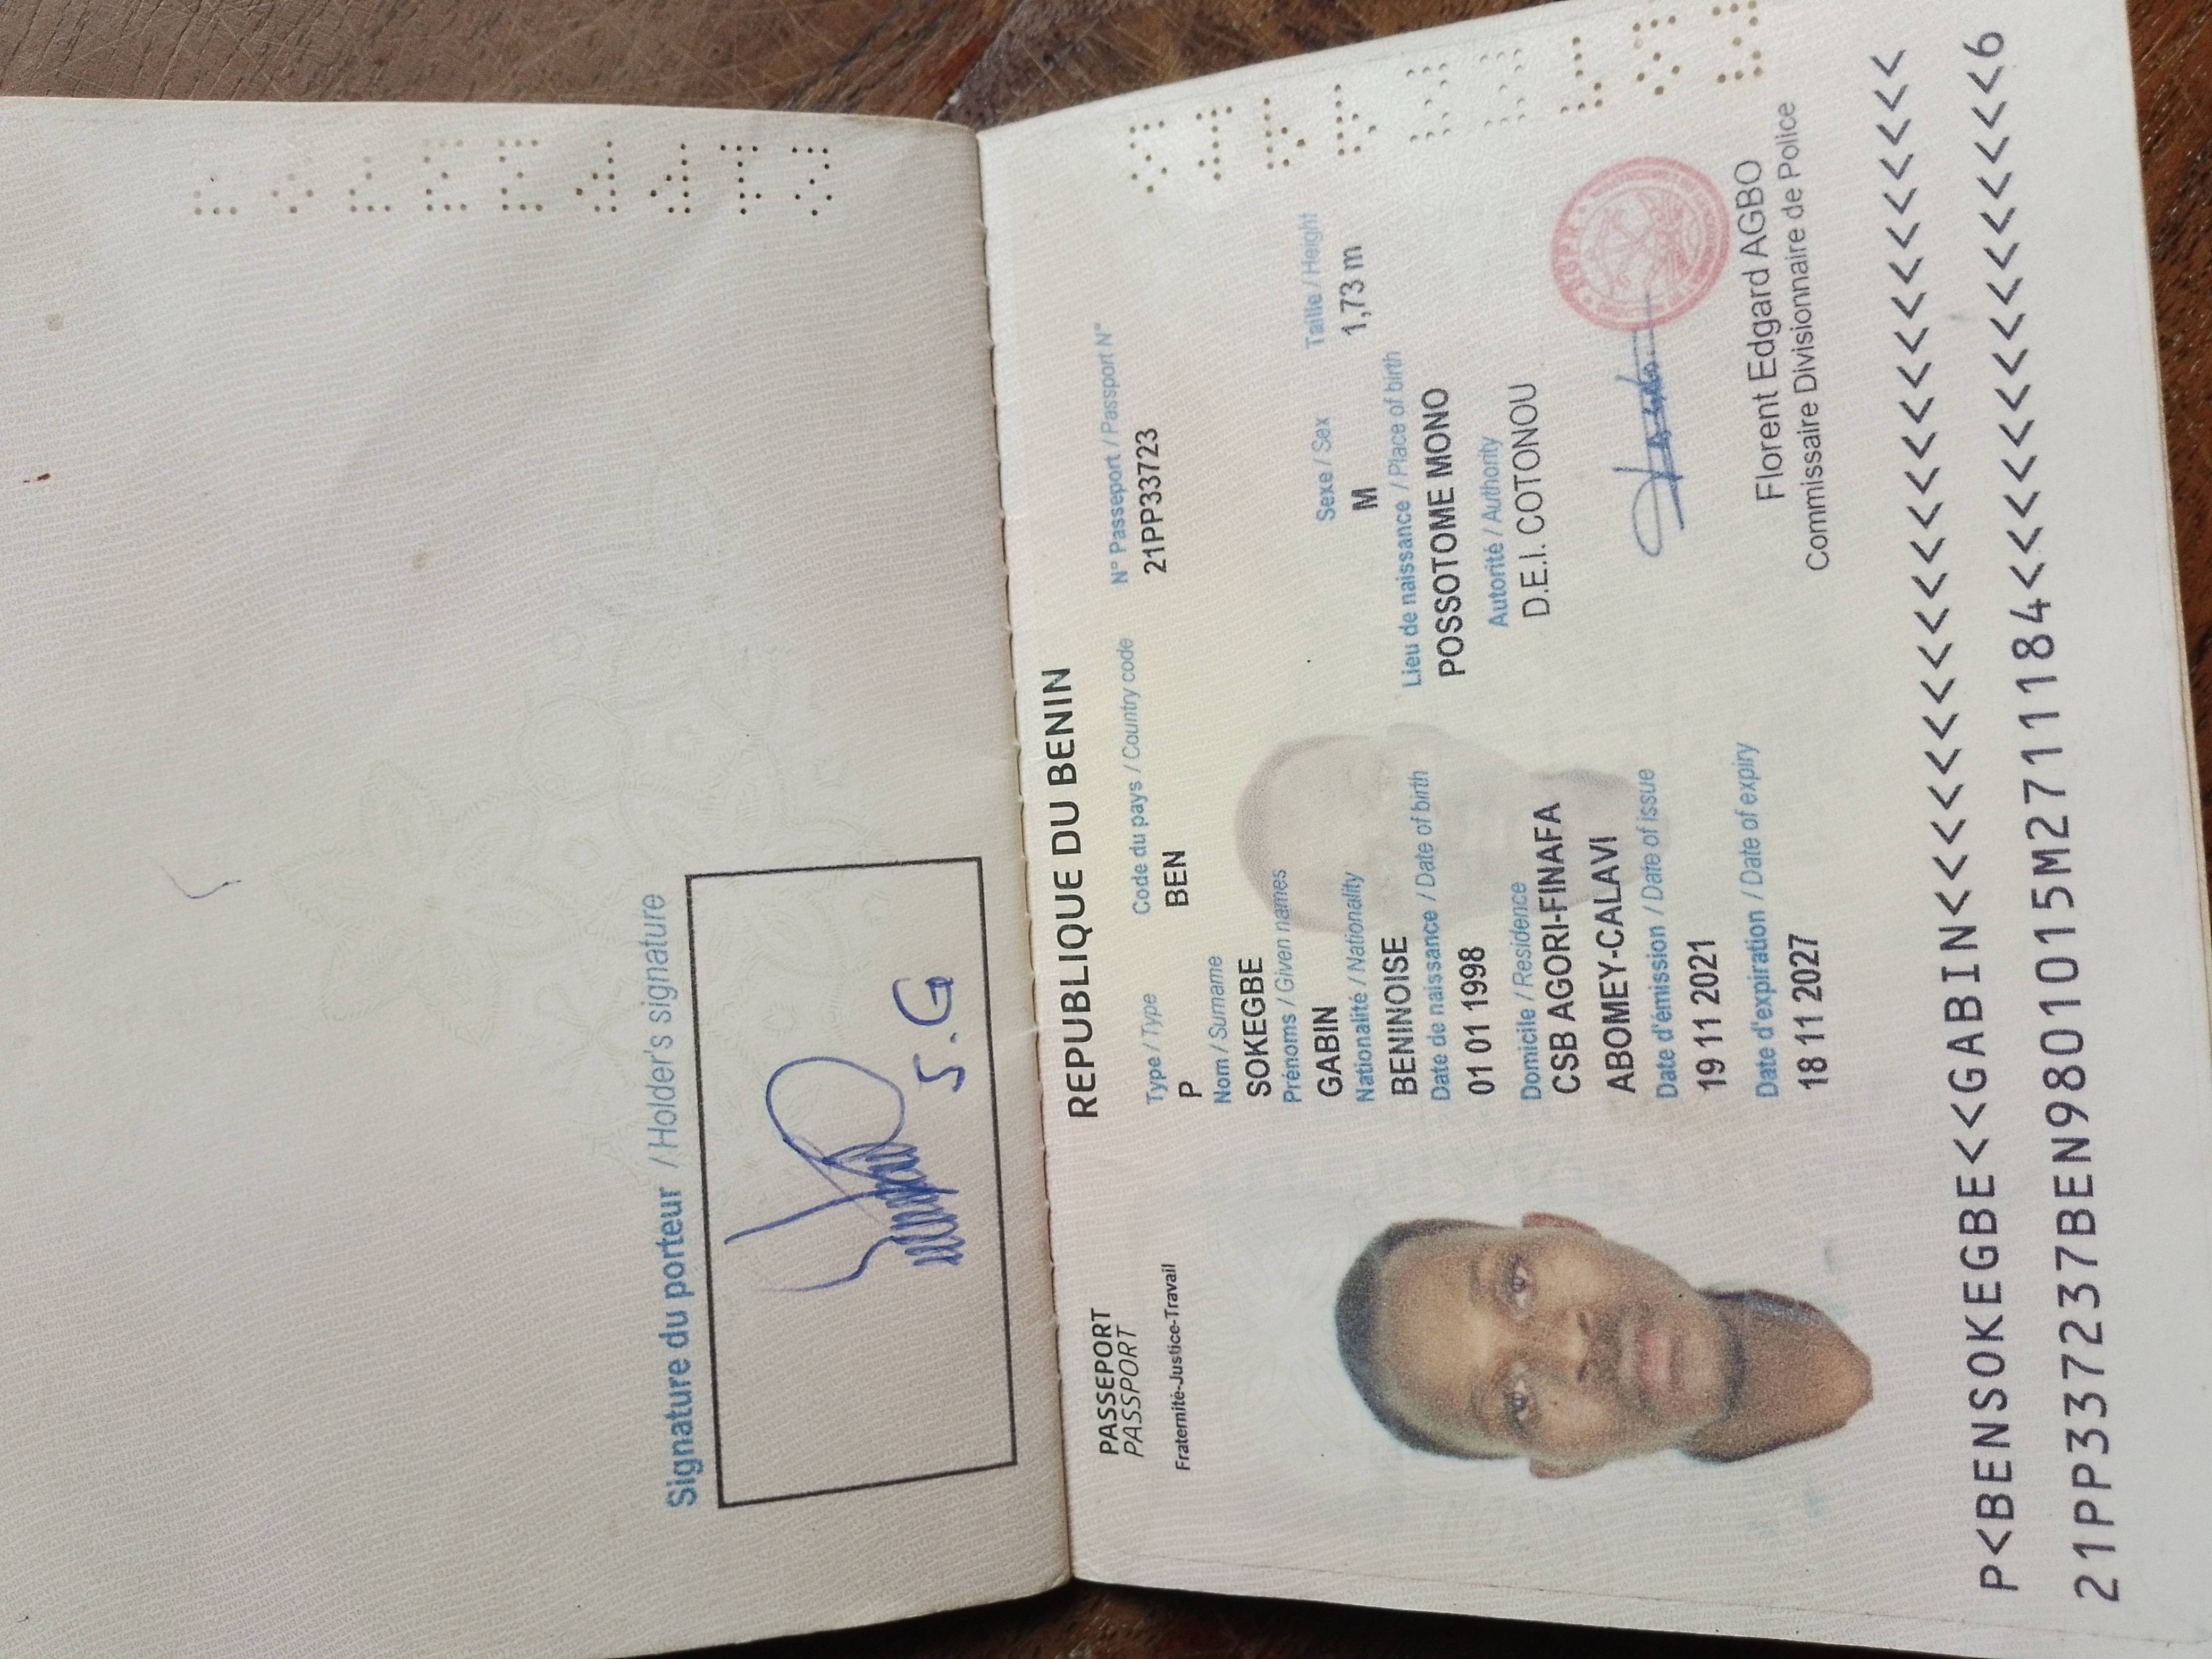 Signature du porteur / Holder's signature
S.G
REPUBLIQUE DU BENIN
PASSEPORT
PASSPORT
Fraternité-Justice-Travail
Type / Type
Code du pays / Country code
N° Passeport / Passport N°
P
BEN
21PP33723
Nom / Surname
SOKEGBE
Prénoms / Given names
GABIN
Nationalité / Nationality
Sexe / Sex
Taille / Height
BENINOISE
M
1,73 m
Date de naissance / Date of birth
Lieu de naissance / Place of birth
01 01 1998
POSSOTOME MONO
Domicile / Residence
Autorité / Authority
CSB AGORI-FINAFA
D.E.I. COTONOU
ABOMEY-CALAVI
Date d'émission / Date of issue
19 11 2021
Date d'expiration / Date of expiry
18 11 2027
Florent Edgard AGBO
Commissaire Divisionnaire de Police
P<BENSOKEGBE<<GABIN<<<<<<<<<<<<<<<<<<<<<<<<<
21PP337237BEN9801015M2711184<<<<<<<<<<<<<<<6